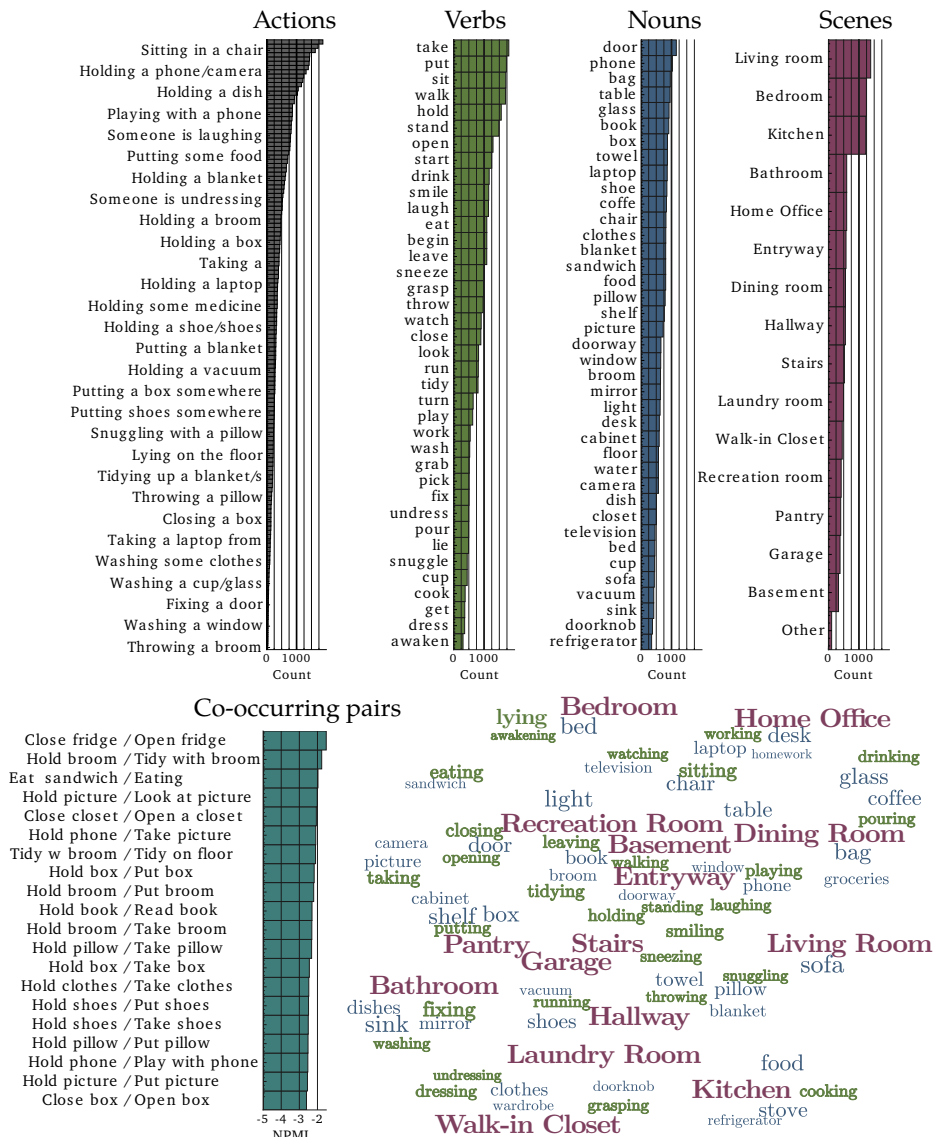 Actions
Sitting in a chair
Holding a phone/camera
Holding a dish
Playing with a phone
Someone is laughing
Putting some food
Holding a blanket
Someone is undressing
Holding a broom
Holding a box
Taking a
Holding a laptop
Holding some medicine
Holding a shoe/shoes
Putting a blanket
Holding a vacuum
Putting a box somewhere
Putting shoes somewhere
Snuggling with a pillow
Lying on the floor
Tidying up a blanket/s
Throwing a pillow
Closing a box
Taking a laptop from
Washing some clothes
Washing a cup/glass
Fixing a door
Washing a window
Throwing a broom
0 1000
Count
Verbs
take
put
sit
walk
hold
stand
open
start
drink
smile
laugh
eat
begin
leave
sneeze
grasp
throw
watch
close
look
run
tidy
turn
play
work
wash
grab
pick
fix
undress
pour
lie
snuggle
cup
cook
get
dress
awaken
0 1000
Count
Nouns
door
phone
bag
table
glass
book
box
towel
laptop
shoe
coffe
chair
clothes
blanket
sandwich
food
pillow
shelf
picture
doorway
window
broom
mirror
light
desk
cabinet
floor
water
camera
dish
closet
television
bed
cup
sofa
vacuum
sink
doorknob
refrigerator
0 1000
Count
Scenes
Living room
Bedroom
Kitchen
Bathroom
Home Office
Entryway
Dining room
Hallway
Stairs
Laundry room
Walk-in Closet
Recreation room
Pantry
Garage
Basement
Other
0 1000
Count
Co-occurring pairs
Close fridge / Open fridge
Hold broom / Tidy with broom
Eat sandwich / Eating
Hold picture / Look at picture
Close closet / Open a closet
Hold phone / Take picture
Tidy w broom / Tidy on floor
Hold box / Put box
Hold broom / Put broom
Hold book / Read book
Hold broom / Take broom
Hold pillow / Take pillow
Hold box / Take box
Hold clothes / Take clothes
Hold shoes / Put shoes
Hold shoes / Take shoes
Hold pillow / Put pillow
Hold phone / Play with phone
Hold picture / Put picture
Close box / Open box
-5 -4 -3 -2
NPMI
Bedroom
lying
bed
Home Office
awakening
working desk
laptop homework
watching
drinking
television
eating
sitting
sandwich
chair
glass
light
coffee
table
pouring
Recreation Room
closing
Dining Room
camera
door
leaving
Basement
bag
picture
opening
book
walking
window
playing
taking
broom
Entryway
phone
groceries
cabinet
tidying
doorway
shelf box
holding
standing
laughing
putting
smiling
Pantry
Stairs
Living Room
Garage
sneezing
sofa
Bathroom
towel
snuggling
vacuum
pillow
dishes
fixing
running
throwing
blanket
sink
mirror
shoes
Hallway
washing
Laundry Room
food
undressing
dressing
clothes
doorknob
Kitchen
cooking
wardrobe
grasping
stove
Walk-in Closet
refrigerator